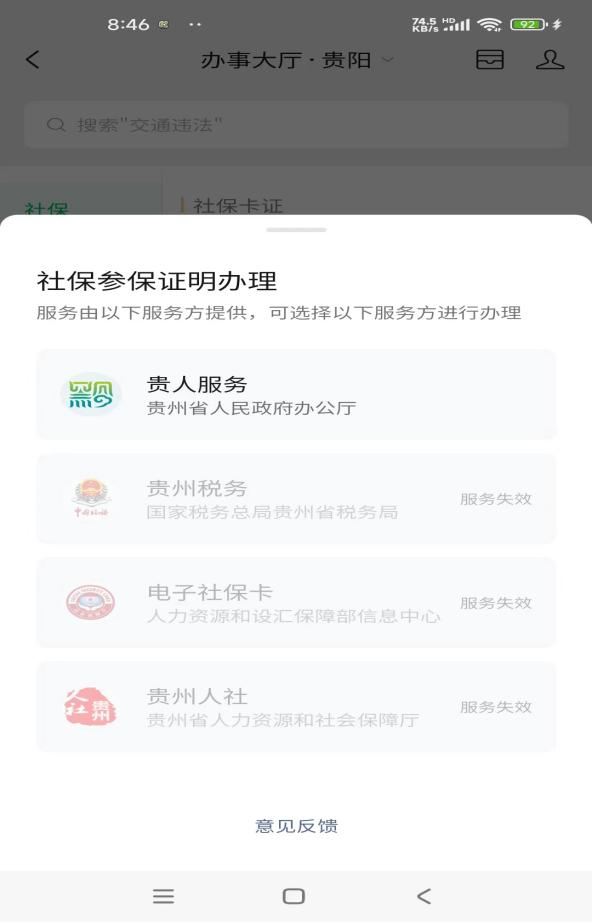 8:46
74.5 KB/s HD 92
办事大厅·贵阳
搜索"交通违法"
社保
社保卡证
社保参保证明办理
服务由以下服务方提供，可选择以下服务方进行办理
贵人服务
贵州省人民政府办公厅
贵州税务
国家税务总局贵州省税务局
服务失效
电子社保卡
人力资源和设汇保障部信息中心
服务失效
贵州人社
贵州省人力资源和社会保障厅
服务失效
人社贵州
意见反馈